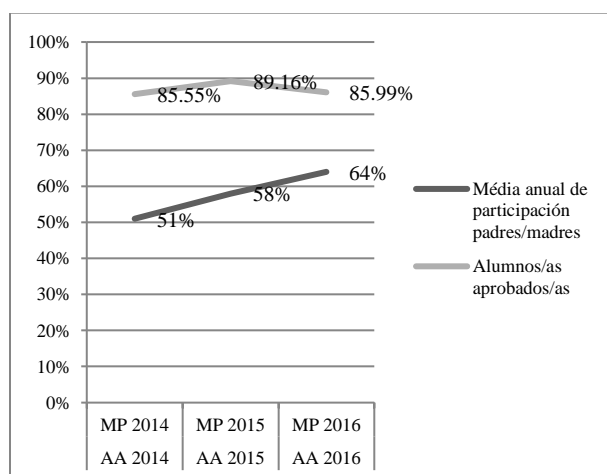 100%
90%
80%
70%
60%
50%
40%
30%
20%
10%
0%
85.55%
89.16%
85.99%
51%
58%
64%
MP 2014 MP 2015 MP 2016
AA 2014 AA 2015 AA 2016
Média anual de
participación
padres/madres
Alumnos/as
aprobados/as